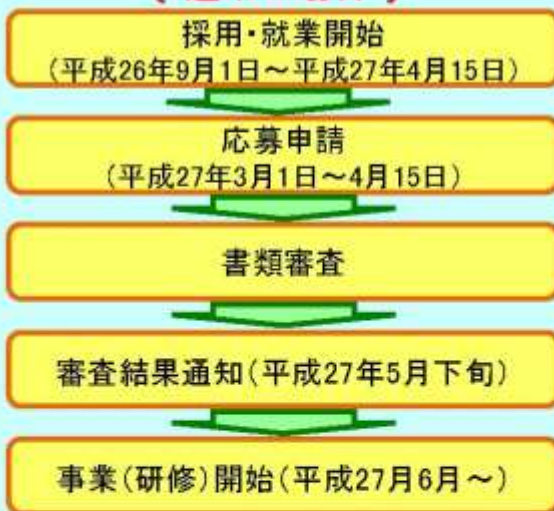 採用・就業開始
(平成26年9月1日～平成27年4月15日)
応募申請
(平成27年3月1日～4月15日)
書類審査
審査結果通知(平成27年5月下旬)
事業(研修)開始(平成27月6月～)